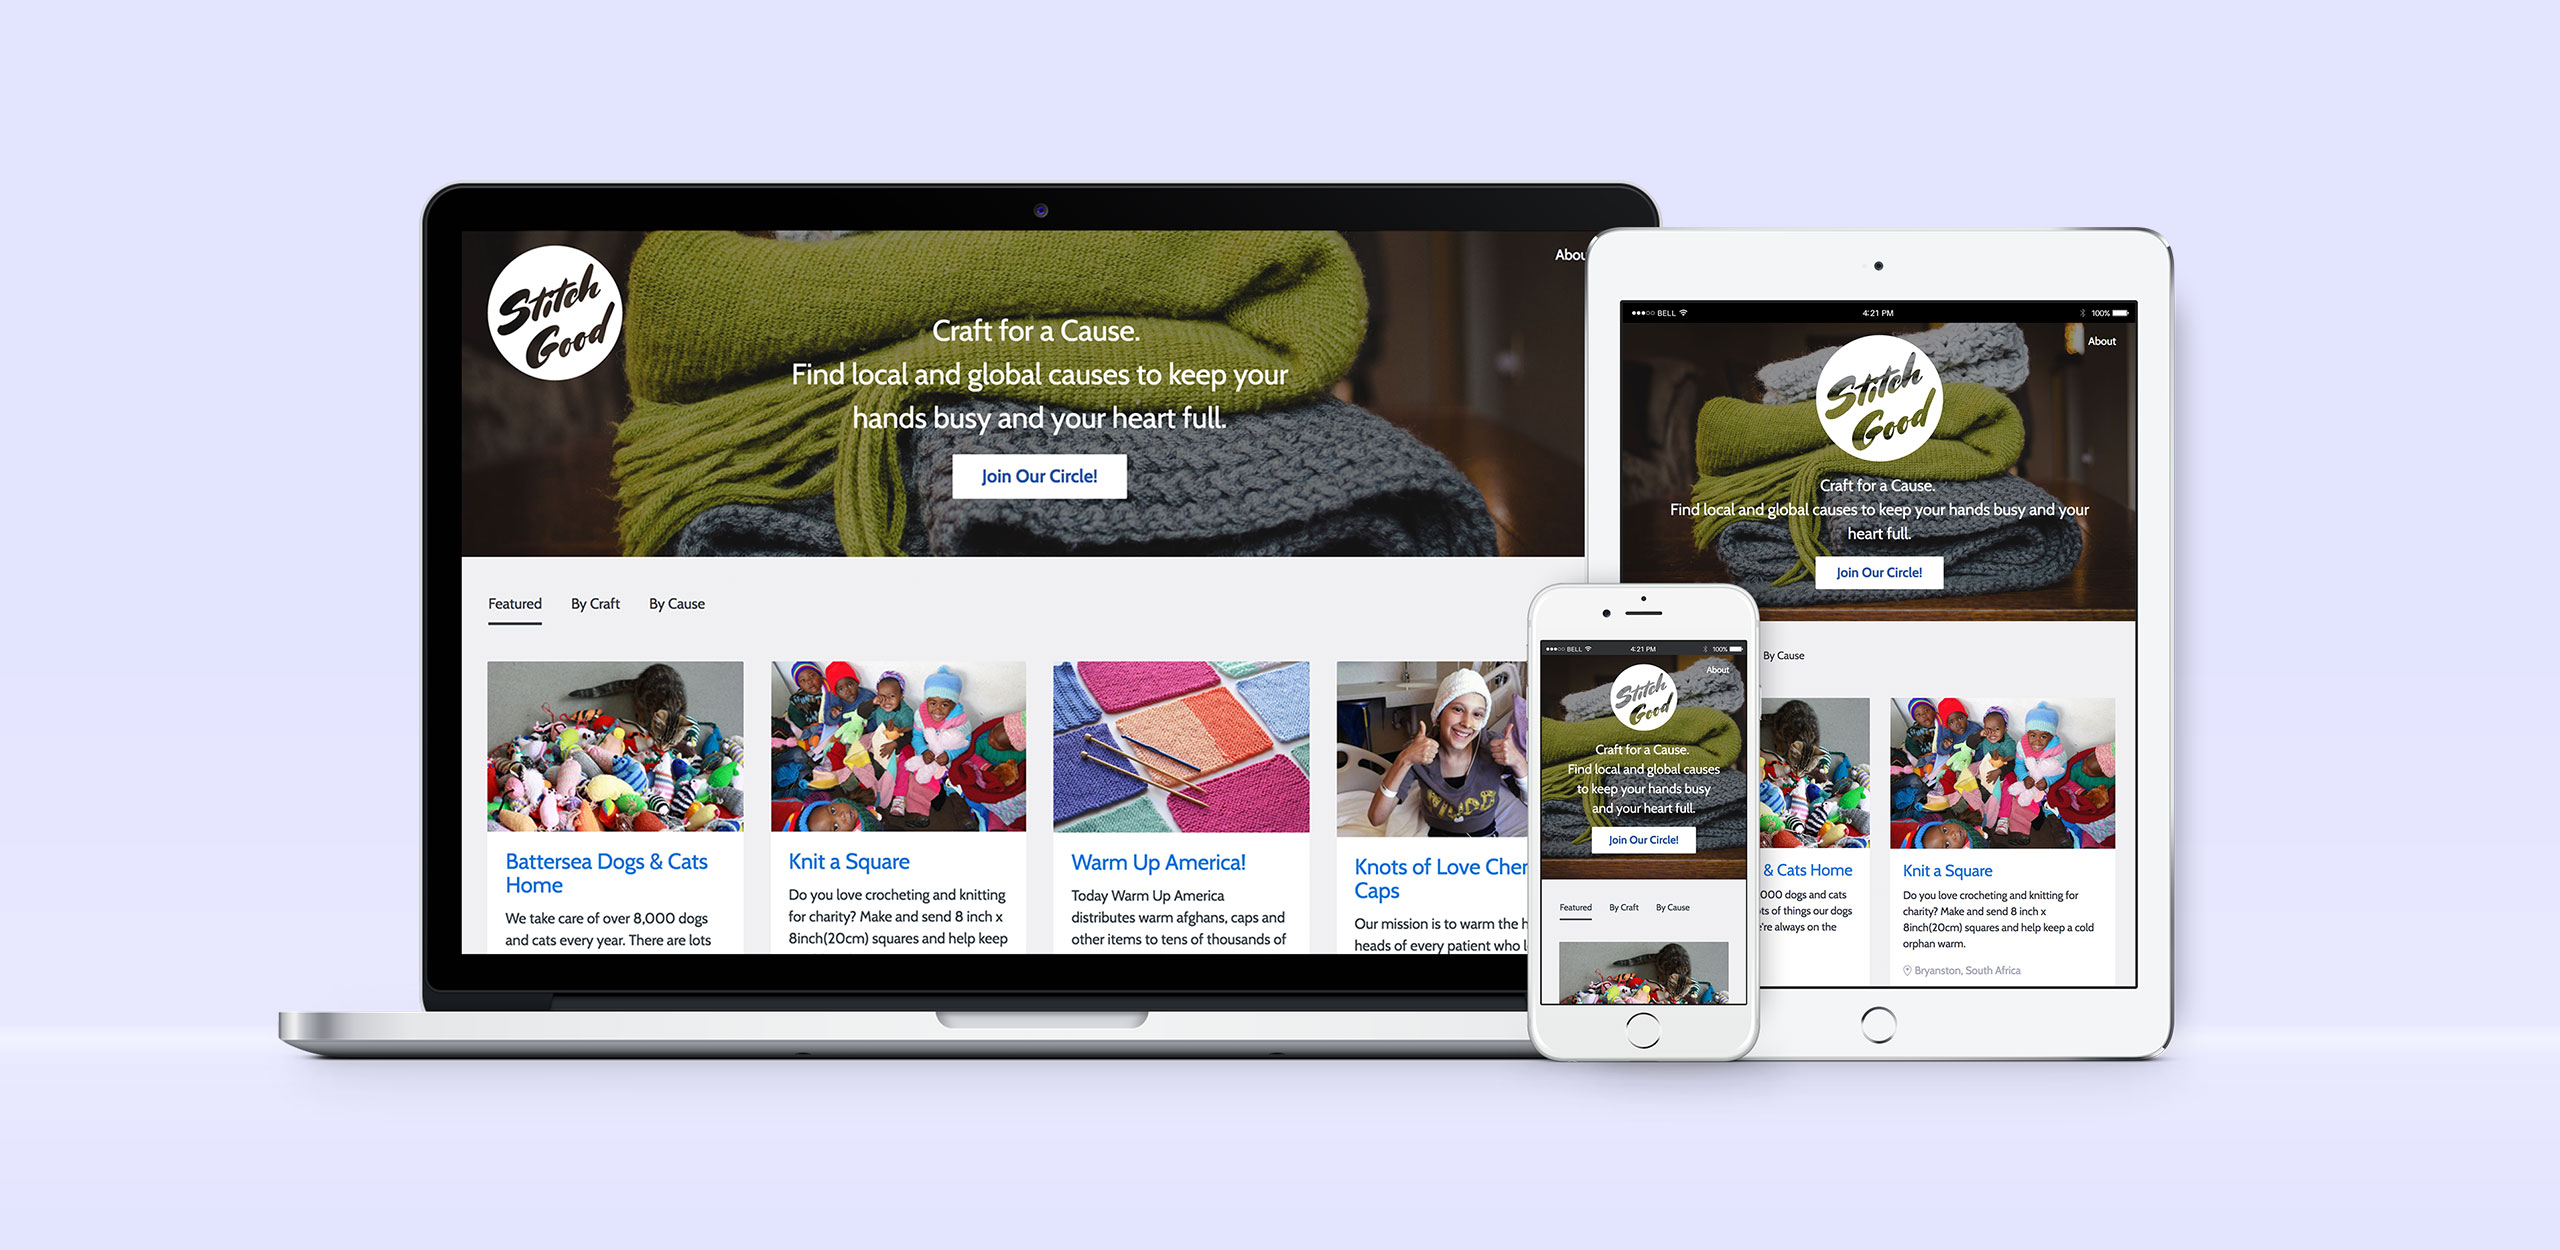 Stitch
Good
Abou
Craft for a Cause.
Find local and global causes to keep your
hands busy and your heart full.
Join Our Circle!
Featured By Craft By Cause
Battersea Dogs & Cats
Home
We take care of over 8,000 dogs
and cats every year. There are lots
Knit a Square
Do you love crocheting and knitting
for charity? Make and send 8 inch x
8inch(20cm) squares and help keep
Warm Up America!
Today Warm Up America
distributes warm afghans, caps and
other items to tens of thousands of
Knots of Love Cher
Caps
Our mission is to warm the h
heads of every patient who l
BELL 4:21 PM 100%
About
Stitch
Good
Craft for a Cause.
Find local and global causes
to keep your hands busy
and your heart full.
Join Our Circle!
Featured By Craft By Cause
BELL 4:21 PM 100%
About
Stitch
Good
Craft for a Cause.
Find local and global causes to keep your hands busy and your
heart full.
Join Our Circle!
By Cause
& Cats Home
000 dogs and cats
ts of things our dogs
're always on the
Knit a Square
Do you love crocheting and knitting for
charity? Make and send 8 inch x
8inch(20cm) squares and help keep a cold
orphan warm.
Bryanston, South Africa